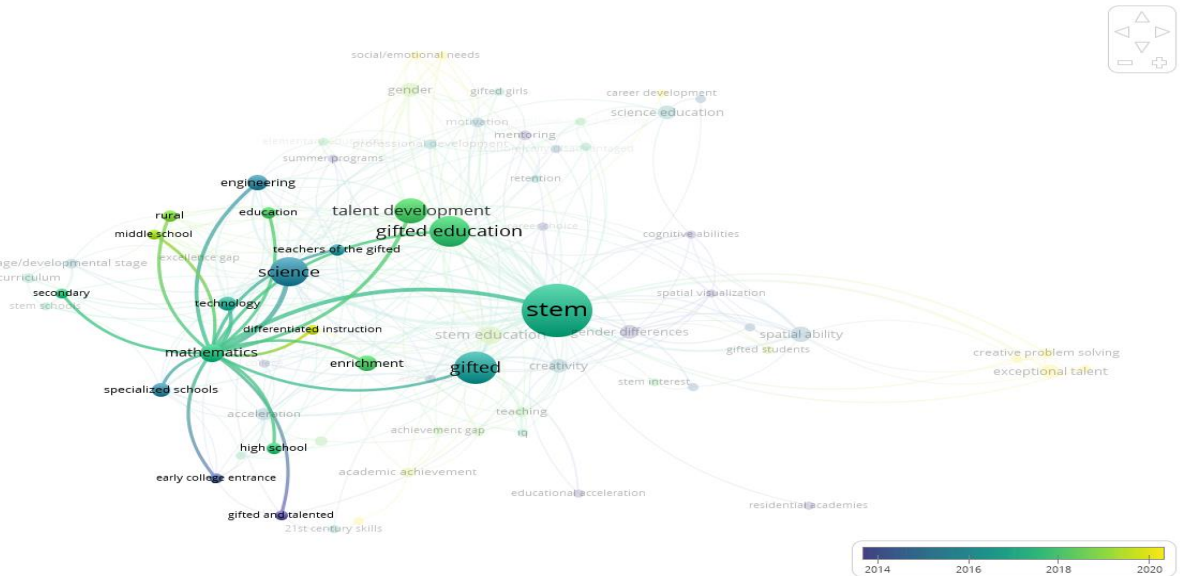 social/emotional needs
gender
gifted girls
career development
science education
motivation
mentoring
professional development
summer programs
retention
engineering
rural
education
talent development
gifted education
middle school
teachers of the gifted
cognitive abilities
excellence gap
age/developmental stage
science
curriculum
secondary
spatial visualization
technology
stem schools
stem
differentiated instruction
stem education
gender differences
spatial ability
mathematics
gifted students
creative problem solving
enrichment
gifted
creativity
exceptional talent
specialized schools
stem interest
acceleration
teaching
achievement gap
iq
high school
academic achievement
early college entrance
educational acceleration
residential academies
gifted and talented
21st century skills
2014 2016 2018 2020